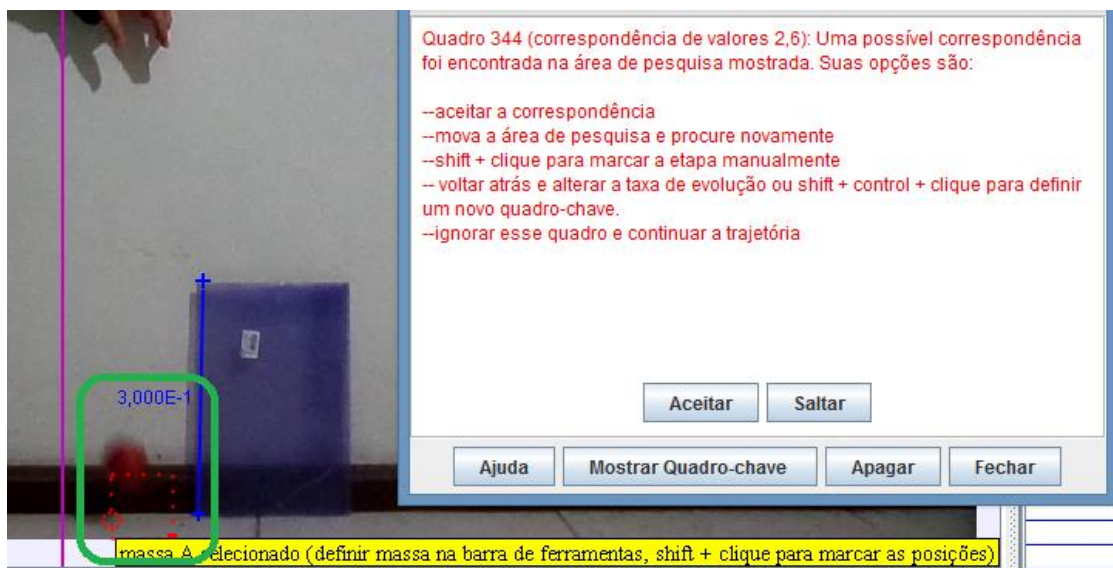 Quadro 344 (correspondência de valores 2,6): Uma possível correspondência
foi encontrada na área de pesquisa mostrada. Suas opções são:
--aceitar a correspondência
--mova a área de pesquisa e procure novamente
--shift + clique para marcar a etapa manualmente
-- voltar atrás e alterar a taxa de evolução ou shift + control + clique para definir
um novo quadro-chave.
--ignorar esse quadro e continuar a trajetória
3,000E-1
Aceitar Saltar
Ajuda Mostrar Quadro-chave Apagar Fechar
massa A selecionado (definir massa na barra de ferramentas, shift + clique para marcar as posições)